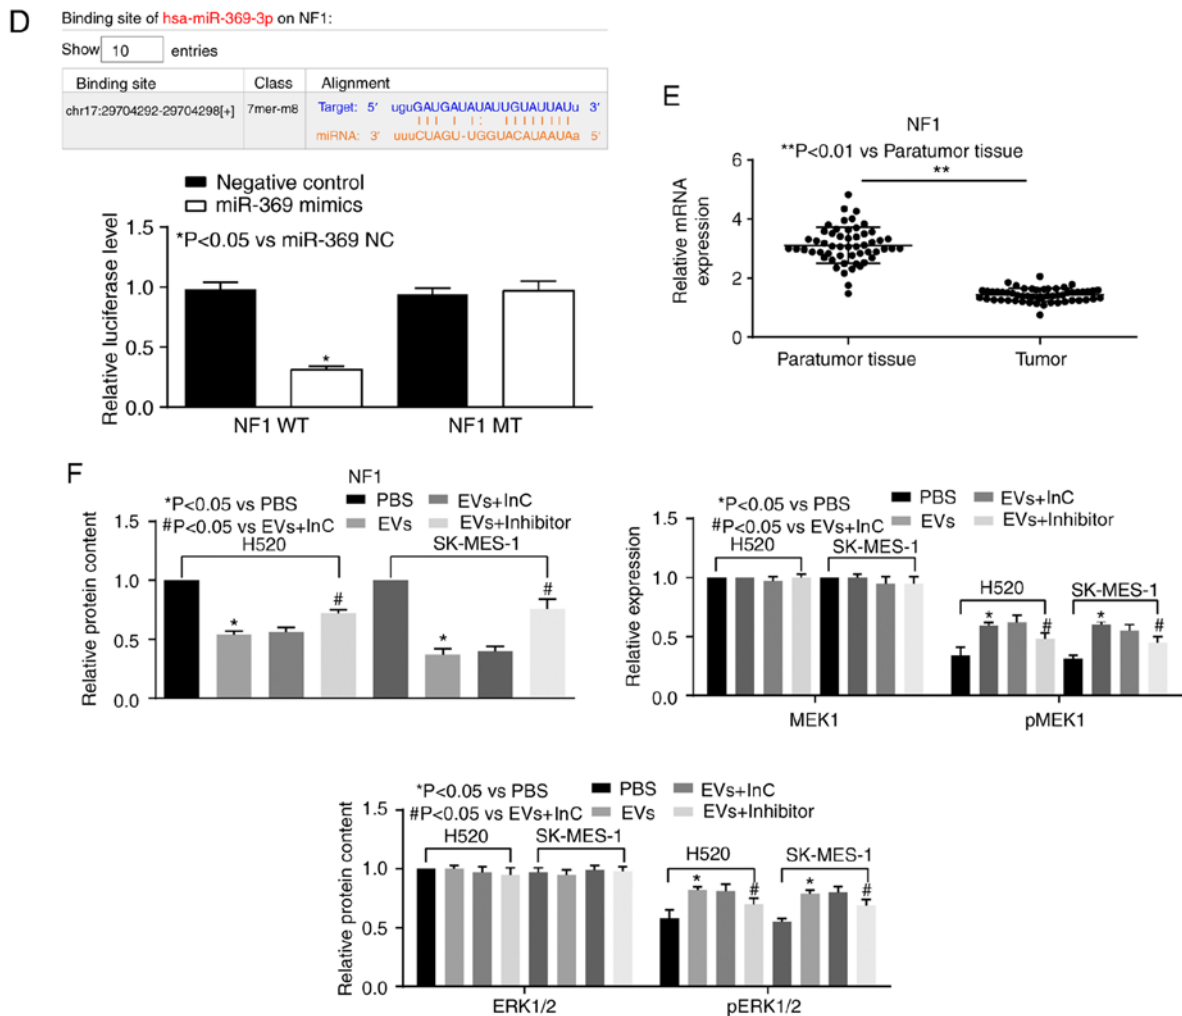 D
Binding site of hsa-miR-369-3p on NF1:
Show 10 entries
Binding site Class Alignment
chr17:29704292-29704298[+] 7mer-m8 Target: 5′ uguGAUGAUAUAUUGUAUUAUu 3′
miRNA: 3′ uuuCUAGU-UGGUACAUAAUAa 5′
Negative control
miR-369 mimics
*P<0.05 vs miR-369 NC
Relative luciferase level
1.5
1.0
0.5
0.0
*
NF1 WT NF1 MT
E
NF1
**P<0.01 vs Paratumor tissue
**
Relative mRNA
expression
6
4
2
0
Paratumor tissue Tumor
F
NF1
*P<0.05 vs PBS
#P<0.05 vs EVs+InC
PBS EVs+InC
EVs EVs+Inhibitor
H520 SK-MES-1
Relative protein content
1.5
1.0
0.5
0.0
* # * #
*P<0.05 vs PBS
#P<0.05 vs EVs+InC
PBS EVs+InC
EVs EVs+Inhibitor
H520 SK-MES-1
H520 SK-MES-1
Relative expression
1.5
1.0
0.5
0.0
* # * #
MEK1 pMEK1
*P<0.05 vs PBS
#P<0.05 vs EVs+InC
PBS EVs+InC
EVs EVs+Inhibitor
H520 SK-MES-1
H520 SK-MES-1
Relative protein content
1.5
1.0
0.5
0.0
* # * #
ERK1/2 pERK1/2